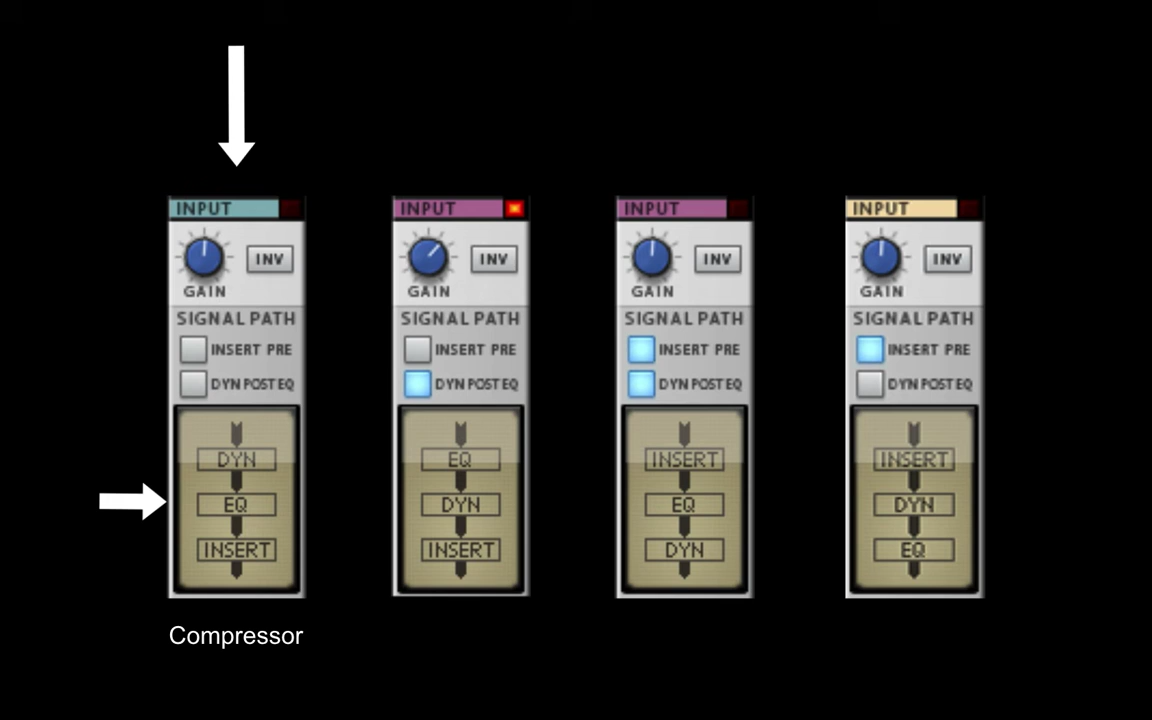 INPUT
INV
GAIN
SIGNAL PATH
INSERT PRE
DYN POST EQ
DYN
EQ
INSERT
Compressor
INPUT
INV
GAIN
SIGNAL PATH
INSERT PRE
DYN POST EQ
EQ
DYN
INSERT
INPUT
INV
GAIN
SIGNAL PATH
INSERT PRE
DYN POST EQ
INSERT
EQ
DYN
INPUT
INV
GAIN
SIGNAL PATH
INSERT PRE
DYN POST EQ
INSERT
DYN
EQ